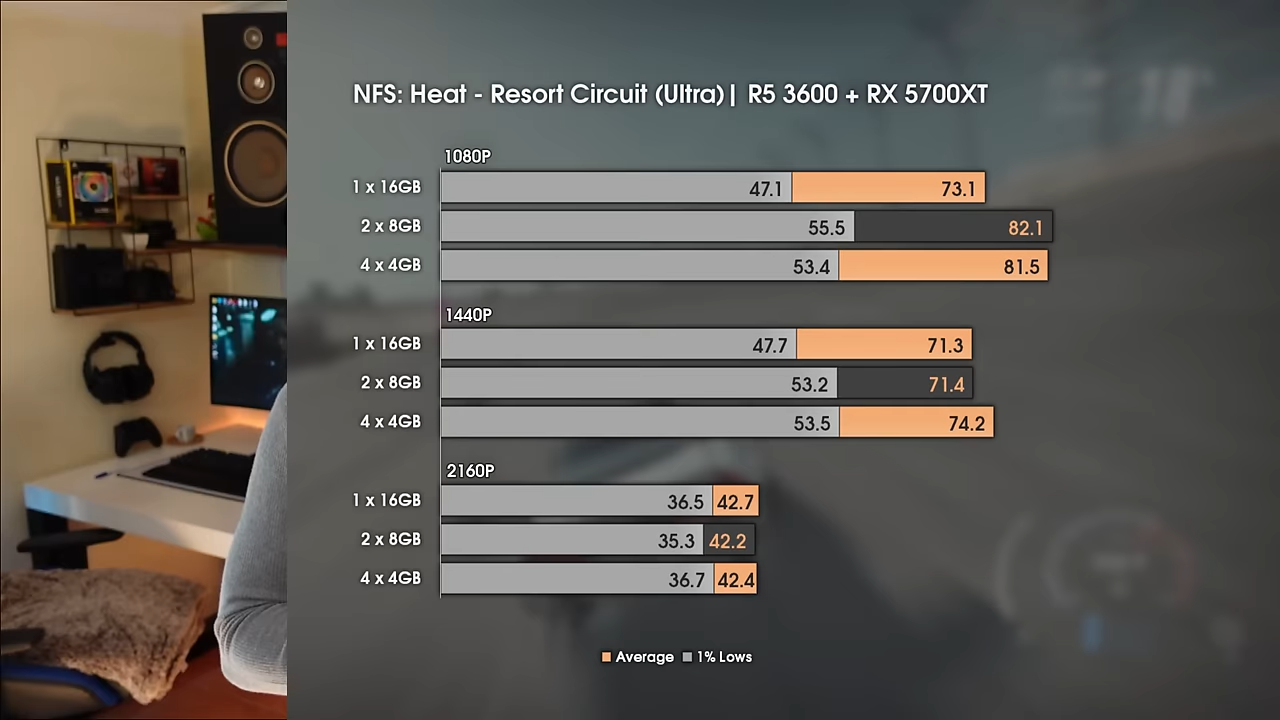 NFS: Heat - Resort Circuit (Ultra) | R5 3600 + RX 5700XT
1080P
1 x 16GB 47.1 73.1
2 x 8GB 55.5 82.1
4 x 4GB 53.4 81.5
1440P
1 x 16GB 47.7 71.3
2 x 8GB 53.2 71.4
4 x 4GB 53.5 74.2
2160P
1 x 16GB 36.5 42.7
2 x 8GB 35.3 42.2
4 x 4GB 36.7 42.4
Average 1% Lows